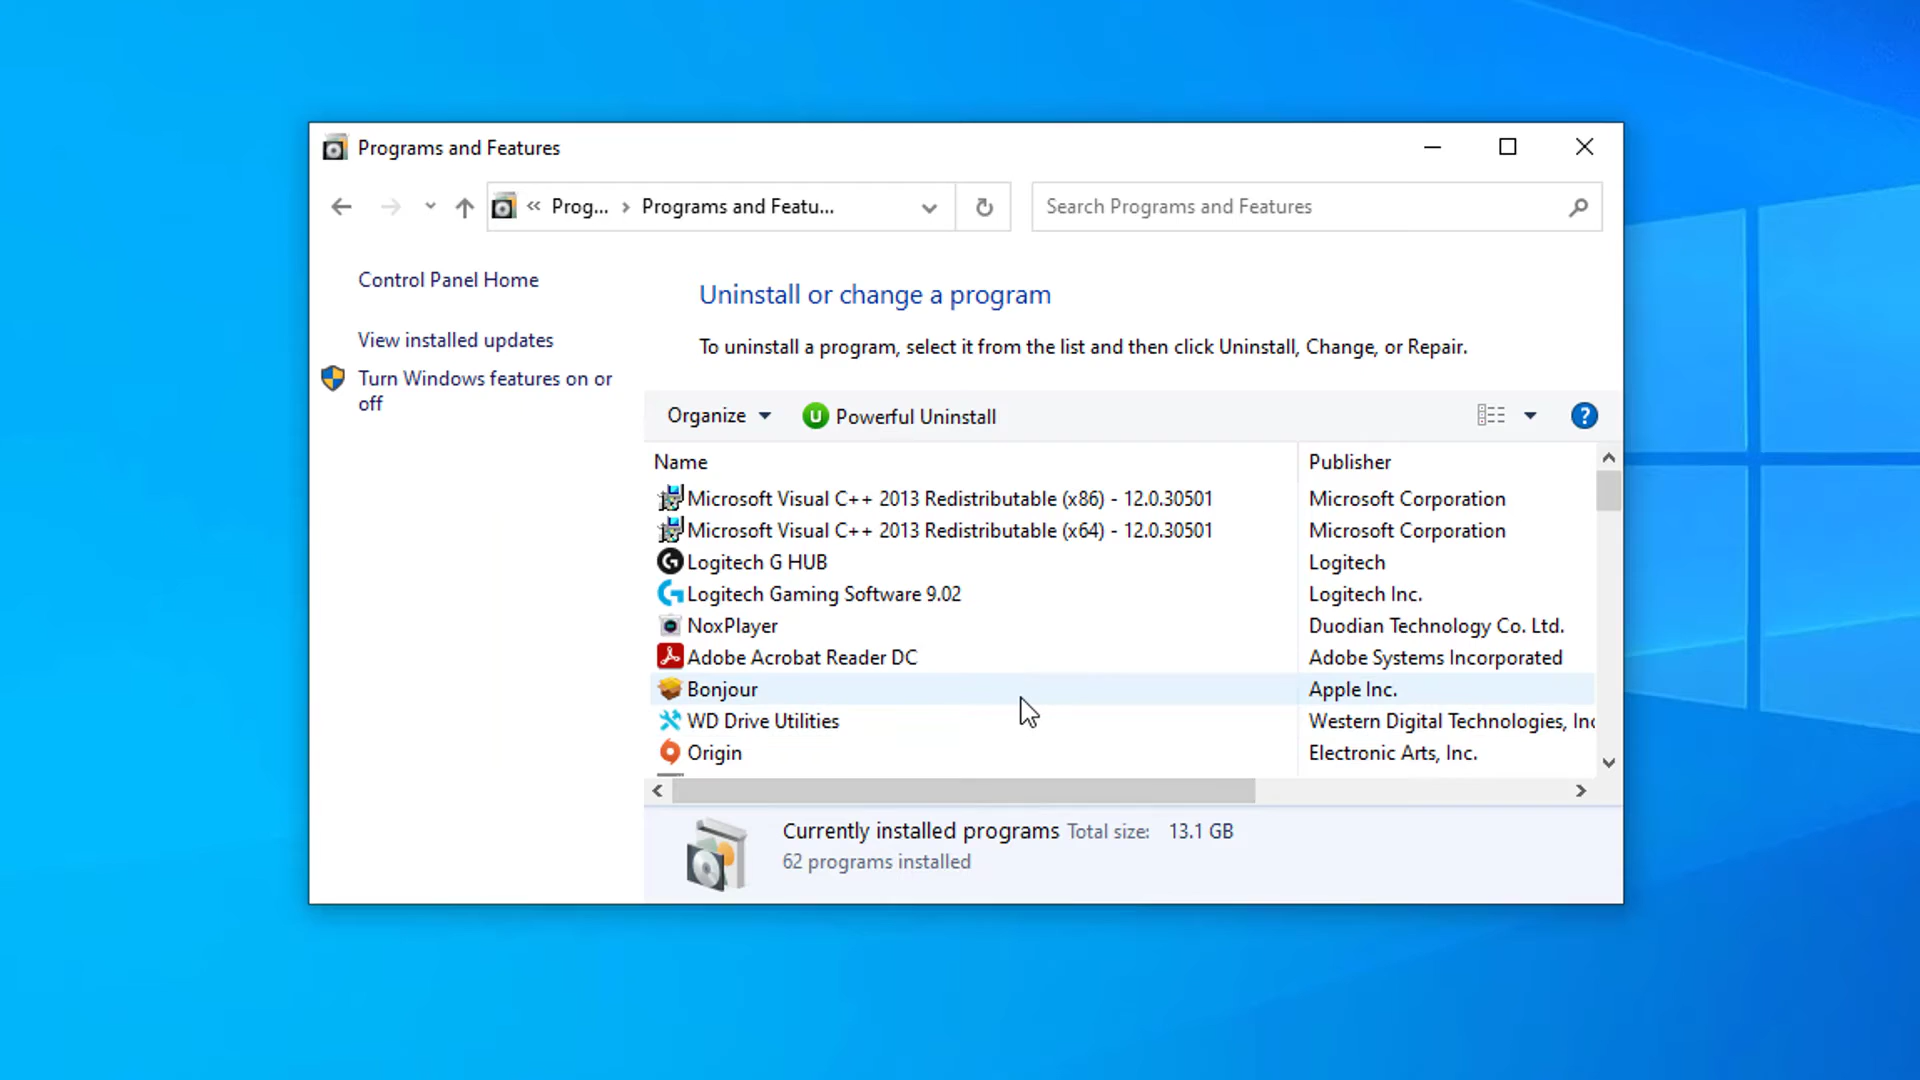 Programs and Features
« Prog... › Programs and Featu...
Search Programs and Features
Control Panel Home
View installed updates
Turn Windows features on or
off
Uninstall or change a program
To uninstall a program, select it from the list and then click Uninstall, Change, or Repair.
Organize
U Powerful Uninstall
?
Name Publisher
Microsoft Visual C++ 2013 Redistributable (x86) - 12.0.30501 Microsoft Corporation
Microsoft Visual C++ 2013 Redistributable (x64) - 12.0.30501 Microsoft Corporation
Logitech G HUB Logitech
Logitech Gaming Software 9.02 Logitech Inc.
NoxPlayer Duodian Technology Co. Ltd.
Adobe Acrobat Reader DC Adobe Systems Incorporated
Bonjour Apple Inc.
WD Drive Utilities Western Digital Technologies, Inc
Origin Electronic Arts, Inc.
Currently installed programs Total size: 13.1 GB
62 programs installed